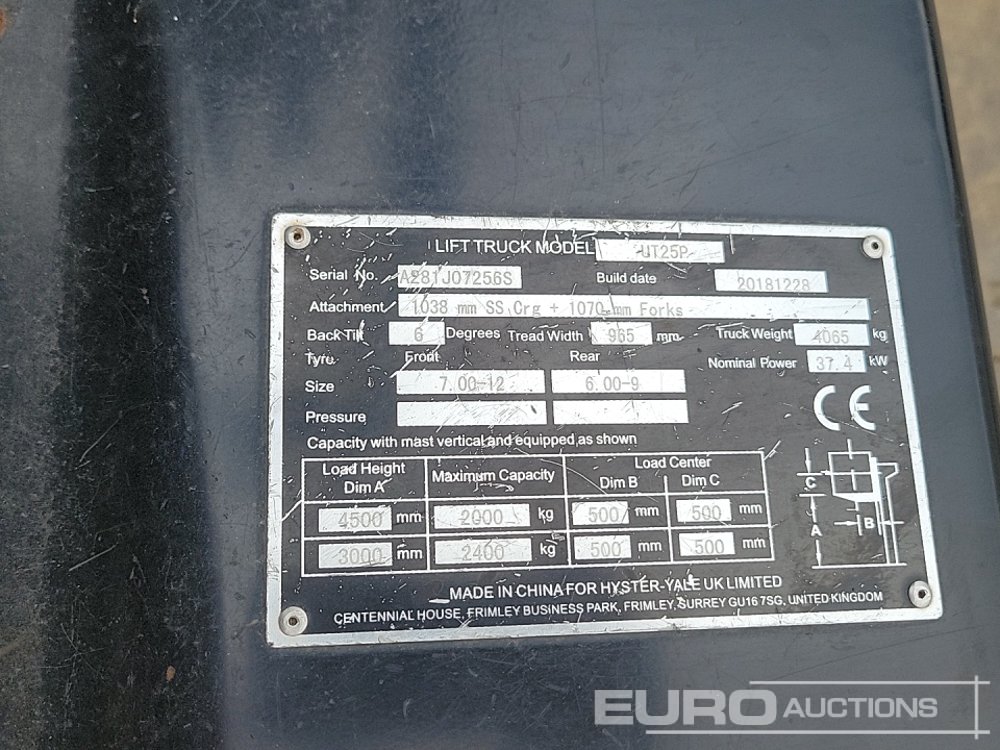 LIFT TRUCK MODEL UT25P
Serial No. A281J07256S Build date 20181228
Attachment 1038 mm SS Crg + 1070 mm Forks
Back Tilt 6 Degrees Tread Width 965 mm Truck Weight 4065 kg
Tyre Front Rear Nominal Power 37.4 kW
Size 7.00-12 6.00-9
Pressure
CE
Capacity with mast vertical and equipped as shown
Load Height Maximum Capacity Load Center
Dim A Dim B Dim C
4500 mm 2000 kg 500 mm 500 mm
3000 mm 2400 kg 500 mm 500 mm
C
B
A
MADE IN CHINA FOR HYSTER-YALE UK LIMITED
CENTENNIAL HOUSE, FRIMLEY BUSINESS PARK, FRIMLEY, SURREY GU16 7SG, UNITED KINGDOM
EURO AUCTIONS